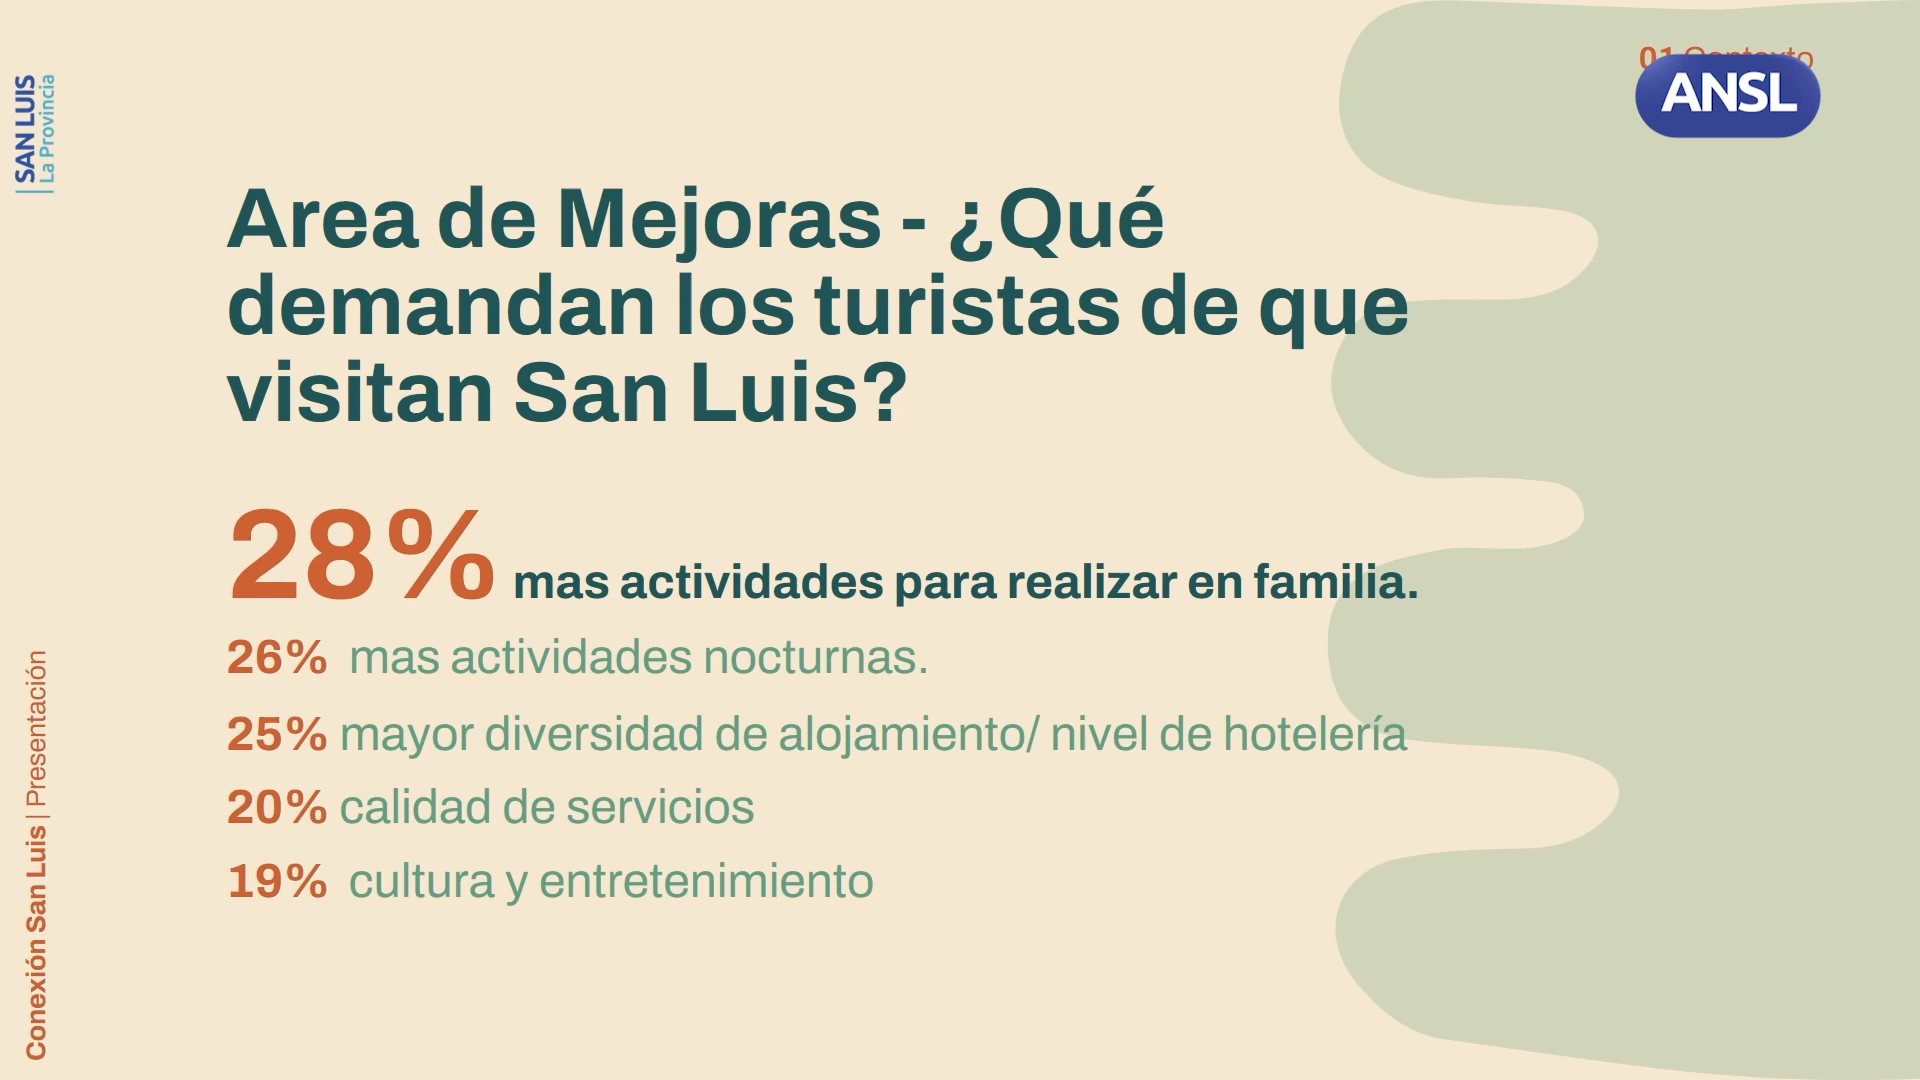 SAN LUIS
La Provincia
01 Contexto
ANSL
Area de Mejoras - ¿Qué
demandan los turistas de que
visitan San Luis?
28% mas actividades para realizar en familia.
26% mas actividades nocturnas.
25% mayor diversidad de alojamiento/ nivel de hotelería
20% calidad de servicios
19% cultura y entretenimiento
Conexión San Luis | Presentación